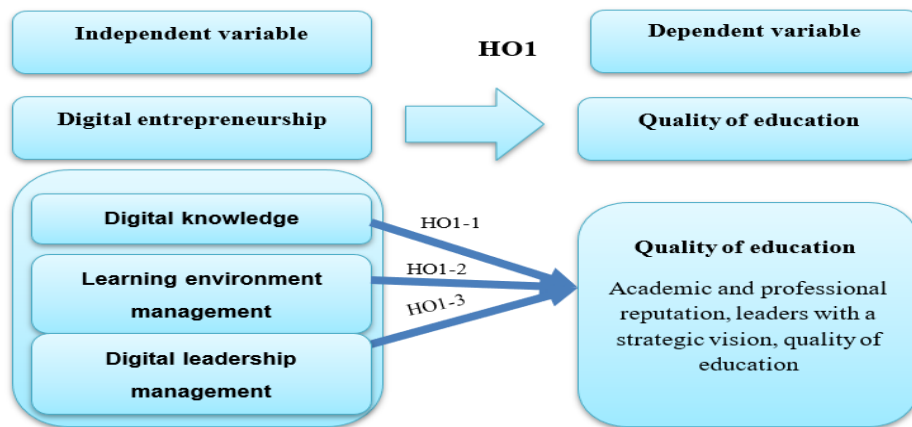 Independent variable
HO1
Dependent variable
Digital entrepreneurship
Quality of education
Digital knowledge
HO1-1
Learning environment
management
HO1-2
HO1-3
Digital leadership
management
Quality of education
Academic and professional
reputation, leaders with a
strategic vision, quality of
education